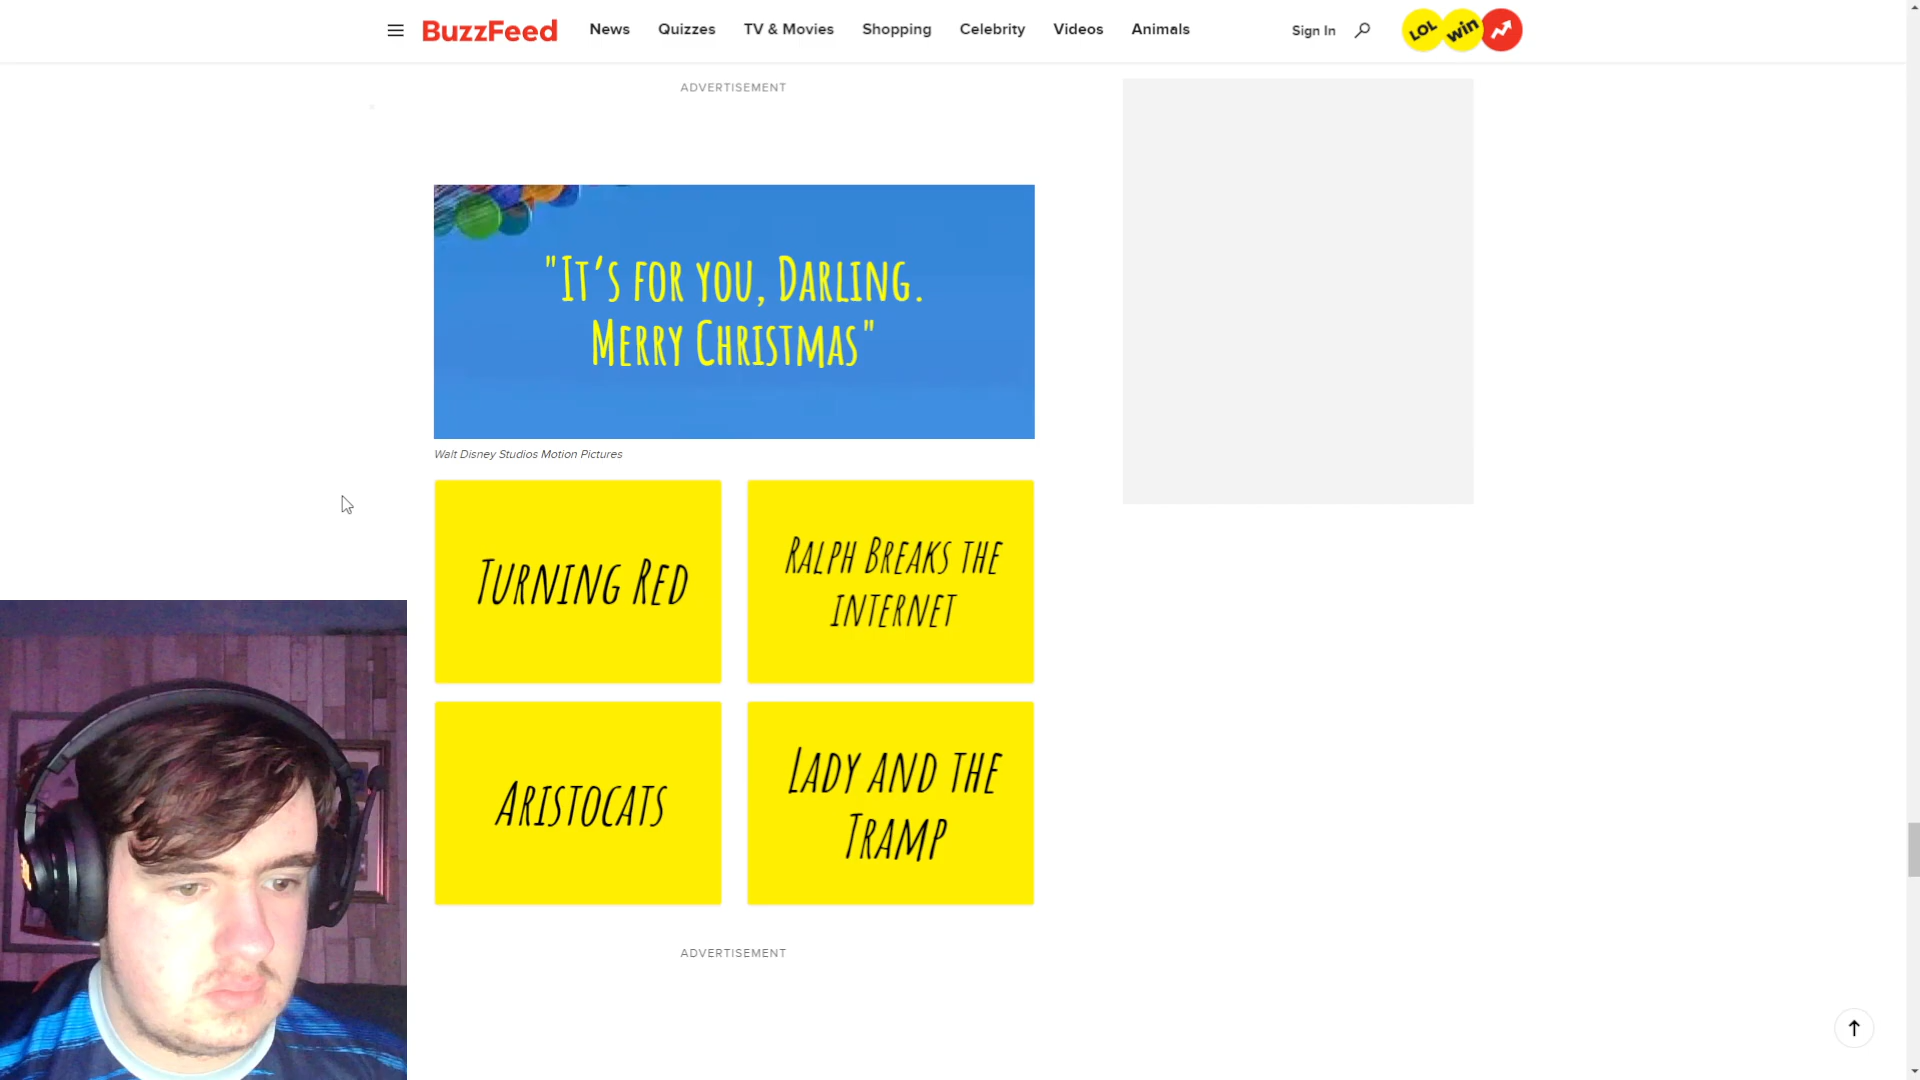 BuzzFeed
News
Quizzes
TV & Movies
Shopping
Celebrity
Videos
Animals
Sign In
LOL
win
ADVERTISEMENT
"It's for you, Darling.
Merry Christmas"
Walt Disney Studios Motion Pictures
Turning Red
Ralph Breaks the
internet
Aristocats
Lady and the
Tramp
ADVERTISEMENT